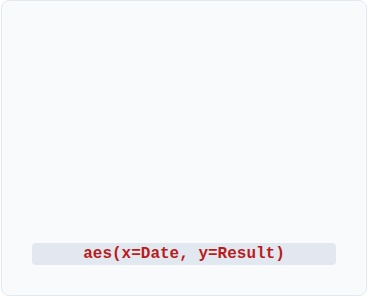 aes(x=Date, y=Result)